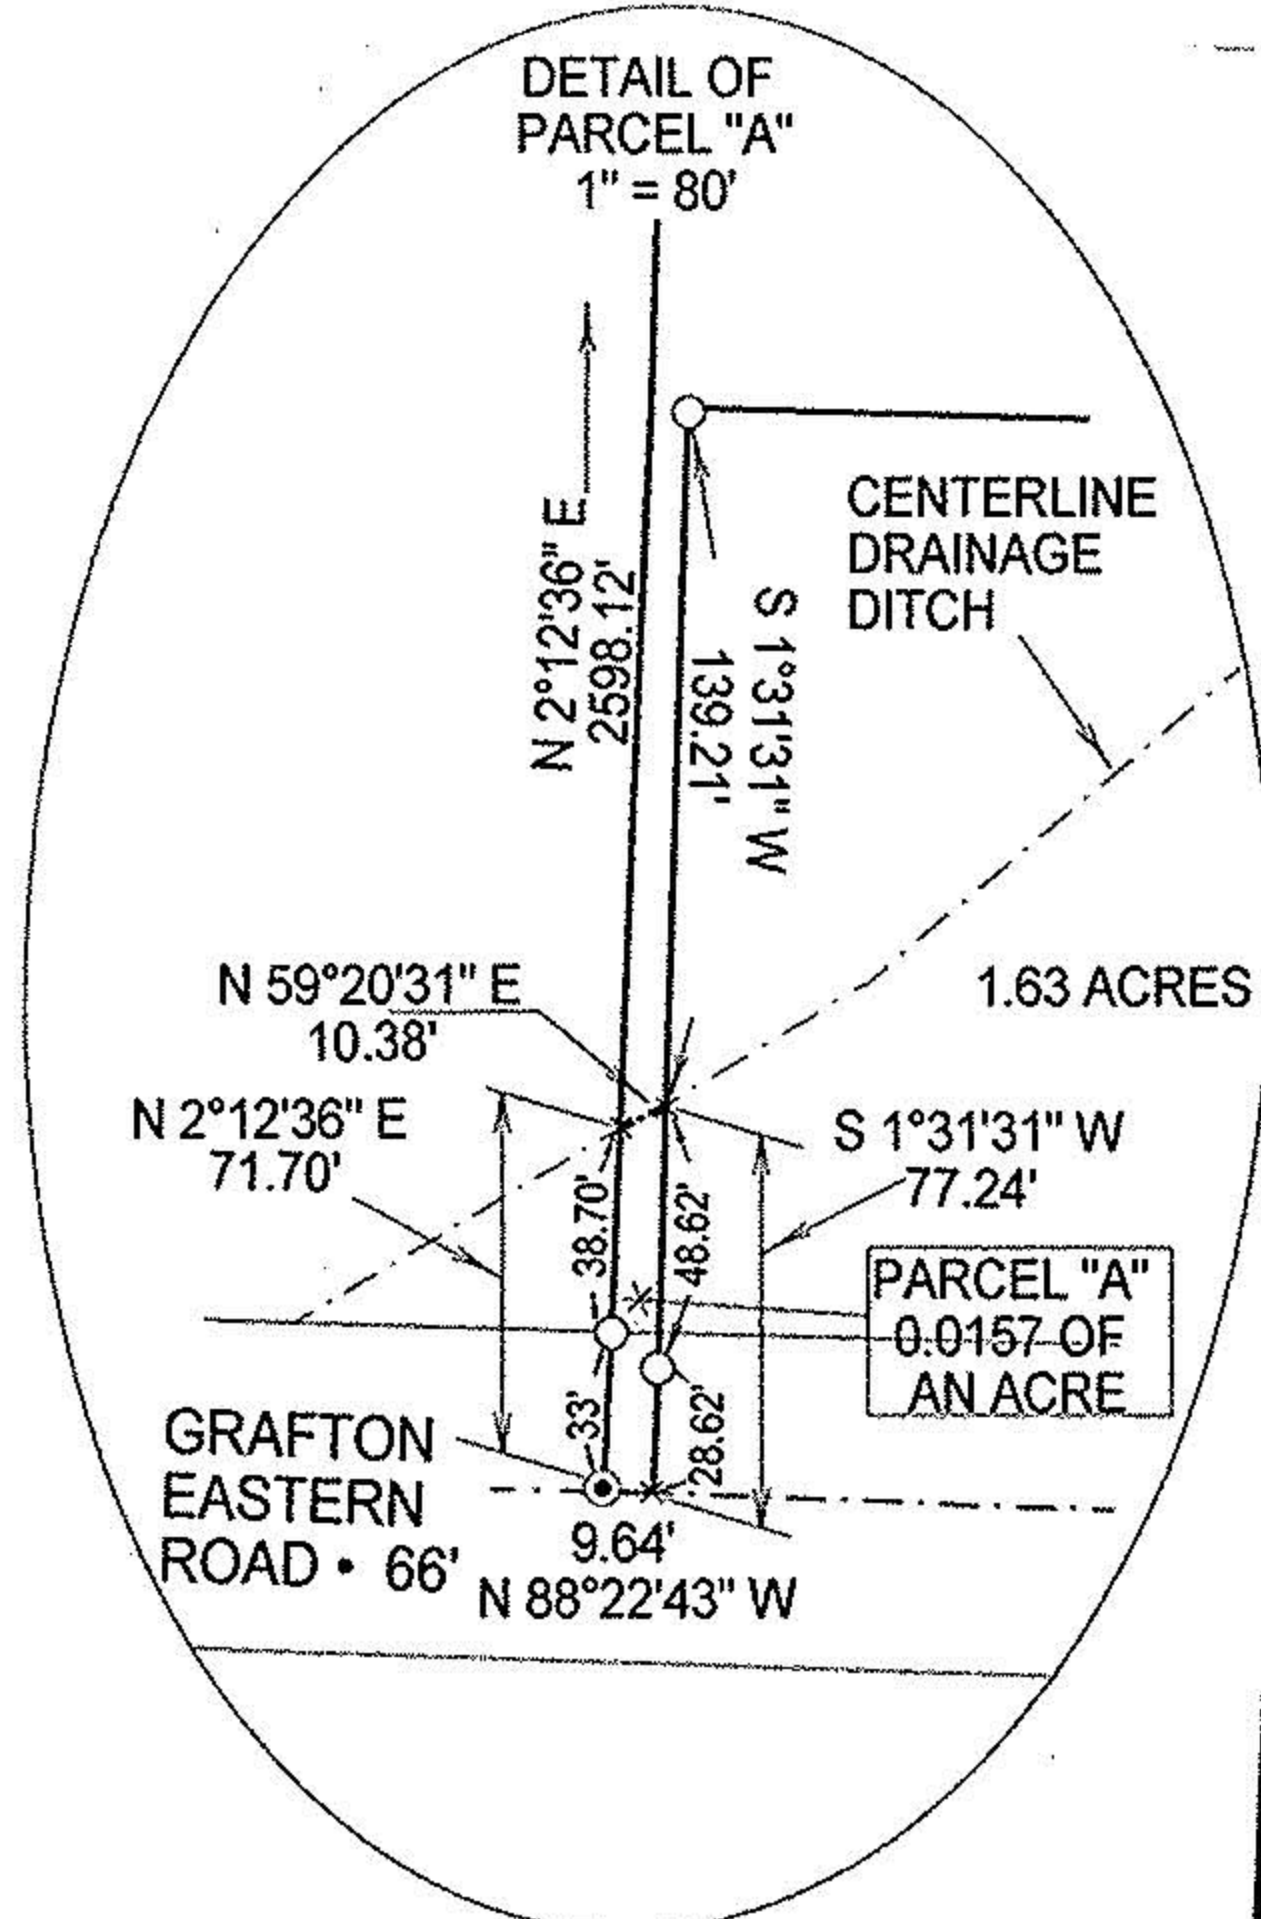 DETAIL OF
PARCEL "A"
1" = 80'
N 2°12'36" E
2598.12'
S 1°31'31" W
139.21'
CENTERLINE
DRAINAGE
DITCH
N 59°20'31" E
10.38'
1.63 ACRES
N 2°12'36" E
71.70'
S 1°31'31" W
77.24'
38.70'
48.62'
PARCEL "A"
0.0157 OF
AN ACRE
33'
28.62'
GRAFTON
EASTERN
ROAD • 66'
9.64'
N 88°22'43" W